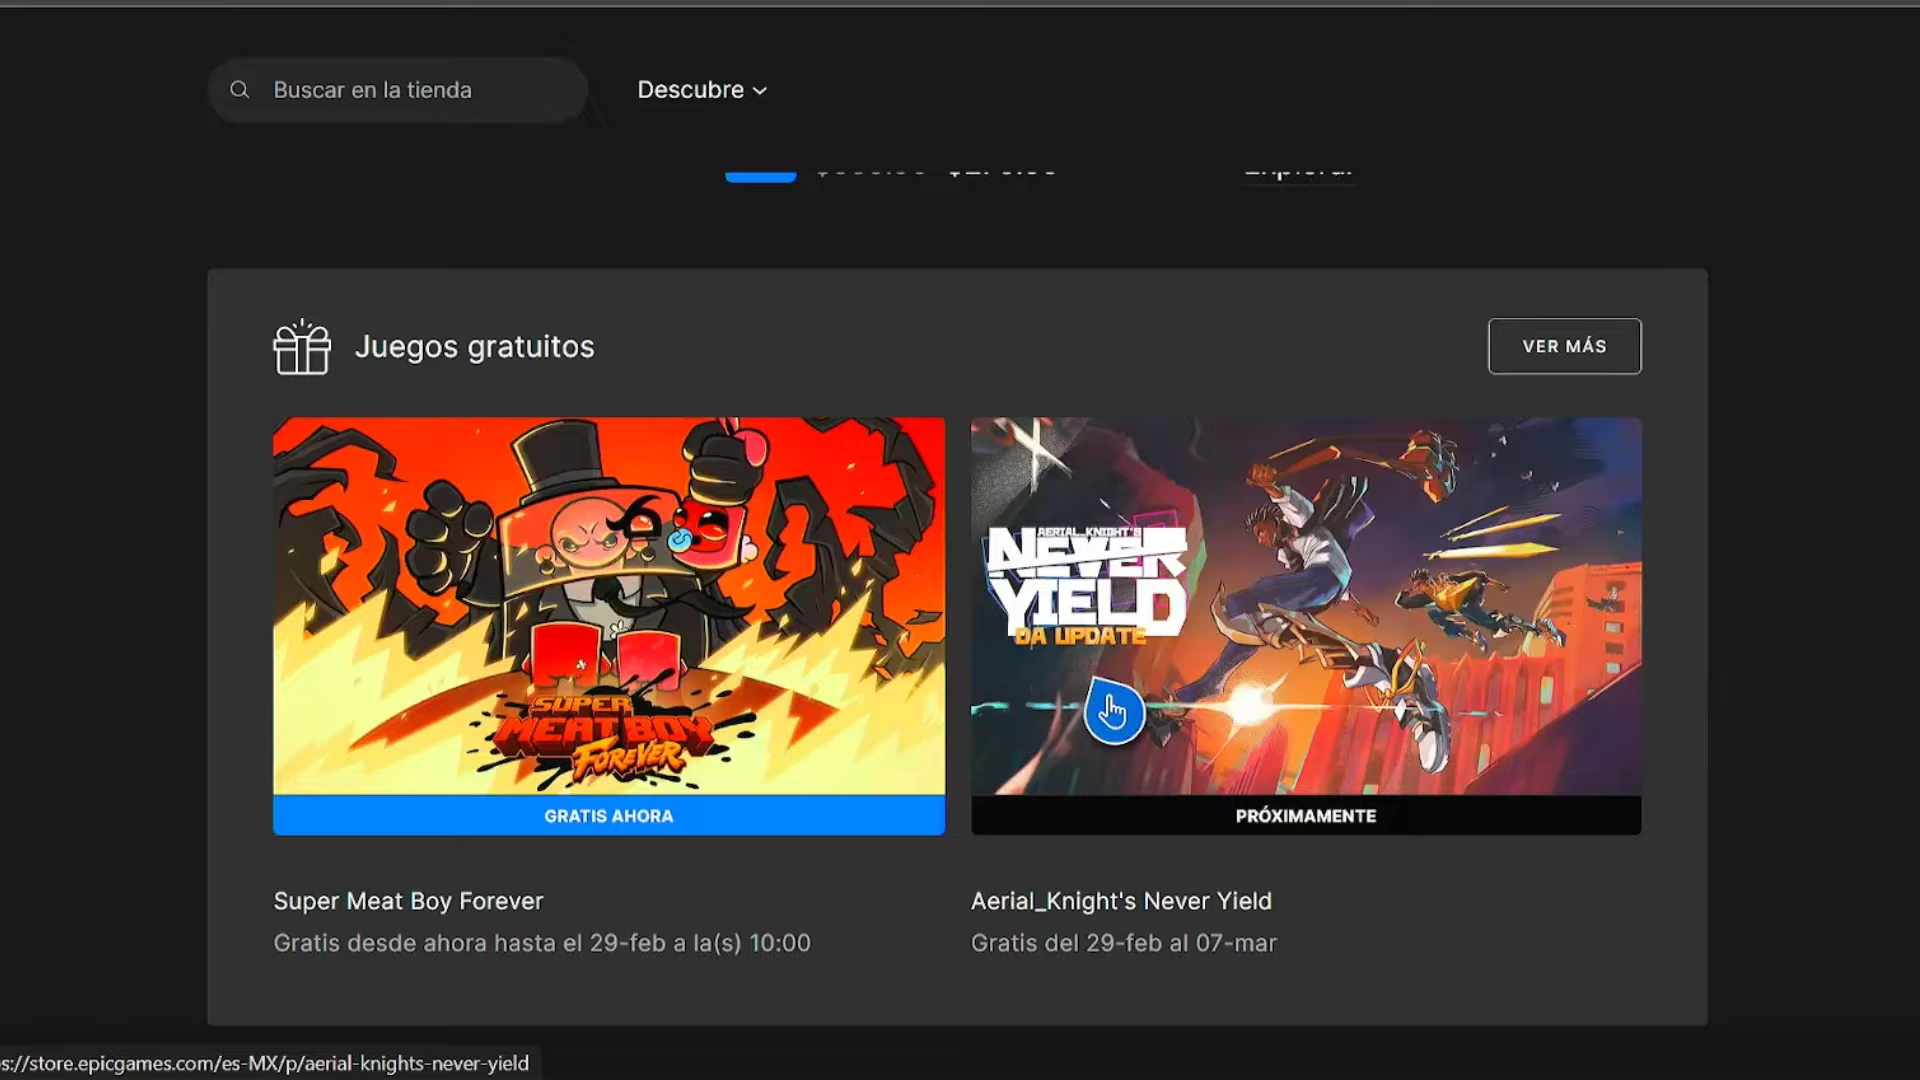 Buscar en la tienda
Descubre
Juegos gratuitos
VER MÁS
SUPER
MEAT BOY
FOREVER
AERIAL_KNIGHT'S
NEVER
YIELD
DA UPDATE
GRATIS AHORA
PRÓXIMAMENTE
Super Meat Boy Forever
Aerial_Knight's Never Yield
Gratis desde ahora hasta el 29-feb a la(s) 10:00
Gratis del 29-feb al 07-mar
s://store.epicgames.com/es-MX/p/aerial-knights-never-yield